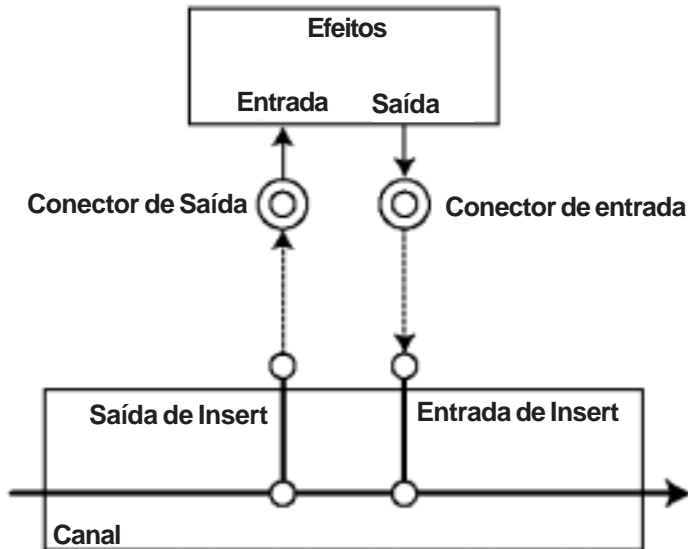 Efeitos
Entrada
Saída
Conector de Saída
Conector de entrada
Saída de Insert
Entrada de Insert
Canal